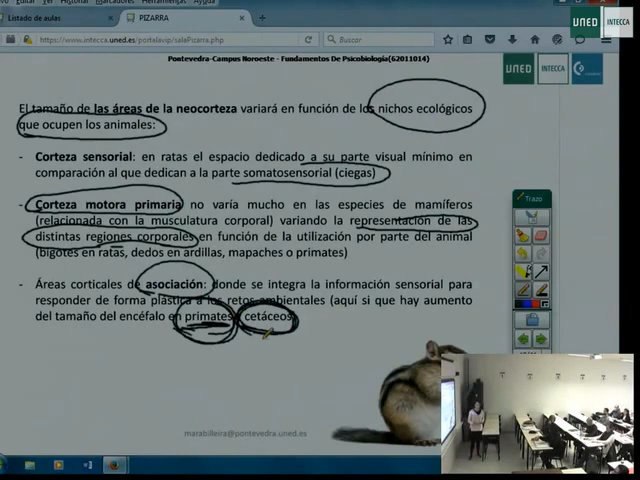 Editar Ver Historial Marcadores Herramientas Ayuda
Listado de aulas
PIZARRA
UNED
INTECCA
https://www.intecca.uned.es/portalavip/salaPizarra.php
Buscar
Pontevedra-Campus Noroeste - Fundamentos De Psicobiología(62011014)
UNED INTECCA
El tamaño de las áreas de la neocorteza variará en función de los nichos ecológicos
que ocupen los animales:
- Corteza sensorial: en ratas el espacio dedicado a su parte visual mínimo en
comparación al que dedican a la parte somatosensorial (ciegas)
- Corteza motora primaria no varía mucho en las especies de mamíferos
(relacionada con la musculatura corporal) variando la representación de las
distintas regiones corporales en función de la utilización por parte del animal
(bigotes en ratas, dedos en ardillas, mapaches o primates)
- Áreas corticales de asociación: donde se integra la información sensorial para
responder de forma plástica a los retos ambientales (aquí si que hay aumento
del tamaño del encéfalo en primates y cetáceos)
Trazo
marabilleira@pontevedra.uned.es